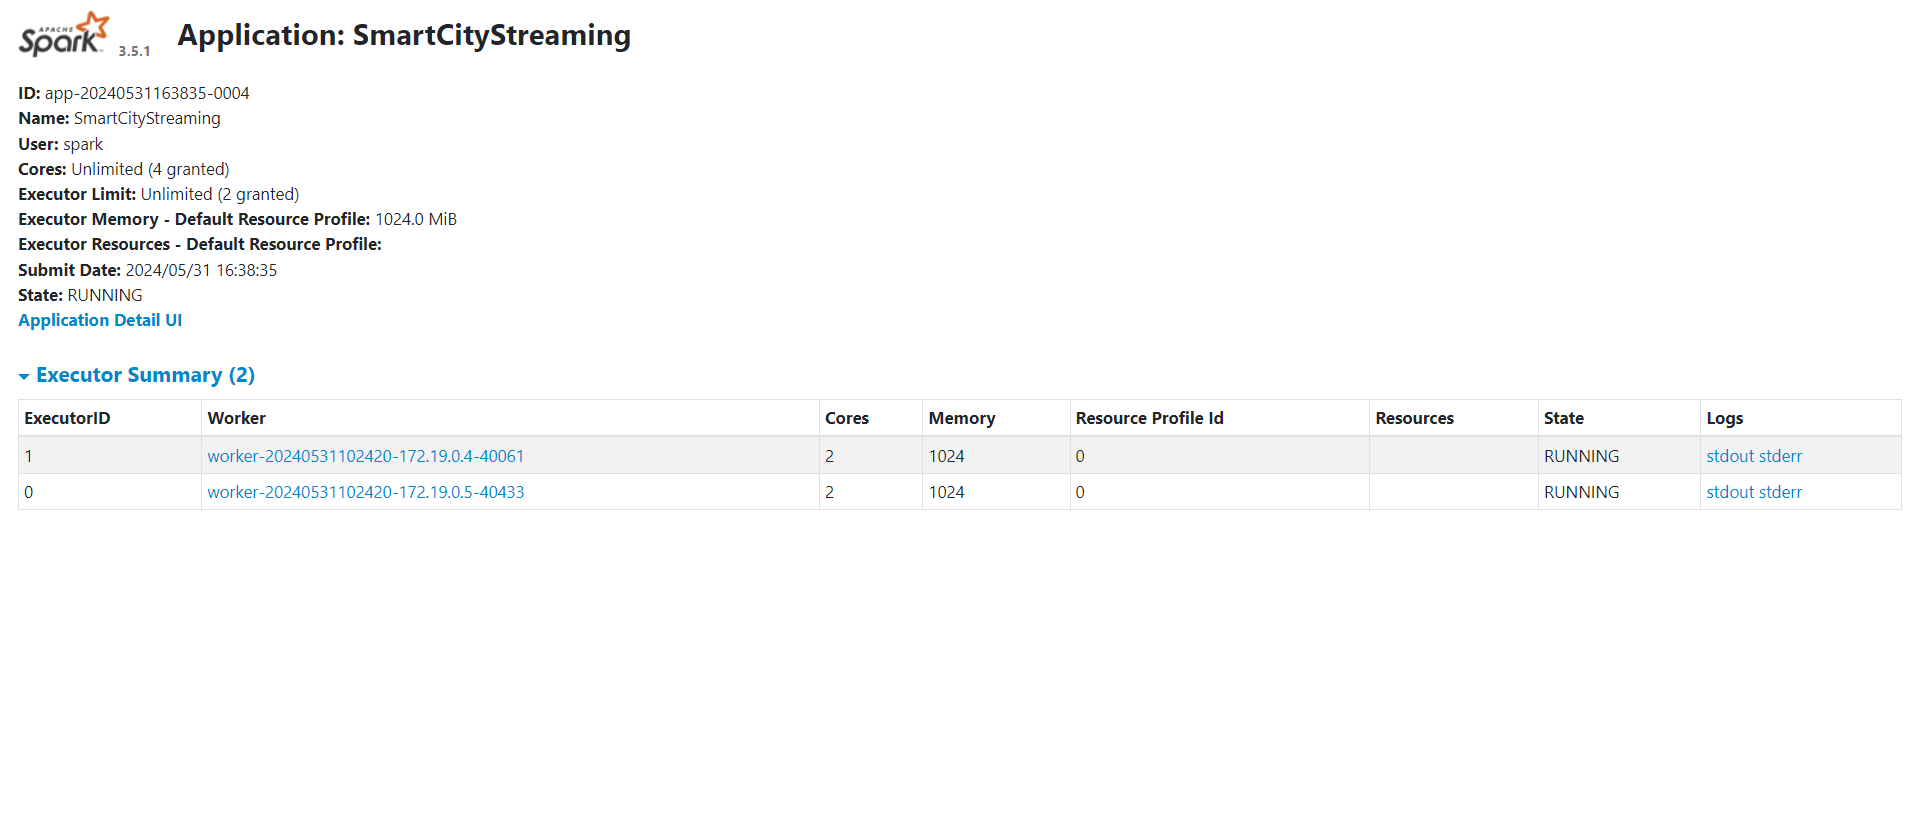 APACHE
Spark 3.5.1 Application: SmartCityStreaming
ID: app-20240531163835-0004
Name: SmartCityStreaming
User: spark
Cores: Unlimited (4 granted)
Executor Limit: Unlimited (2 granted)
Executor Memory - Default Resource Profile: 1024.0 MiB
Executor Resources - Default Resource Profile:
Submit Date: 2024/05/31 16:38:35
State: RUNNING
Application Detail UI
Executor Summary (2)
ExecutorID Worker Cores Memory Resource Profile Id Resources State Logs
1 worker-20240531102420-172.19.0.4-40061 2 1024 0 RUNNING stdout stderr
0 worker-20240531102420-172.19.0.5-40433 2 1024 0 RUNNING stdout stderr